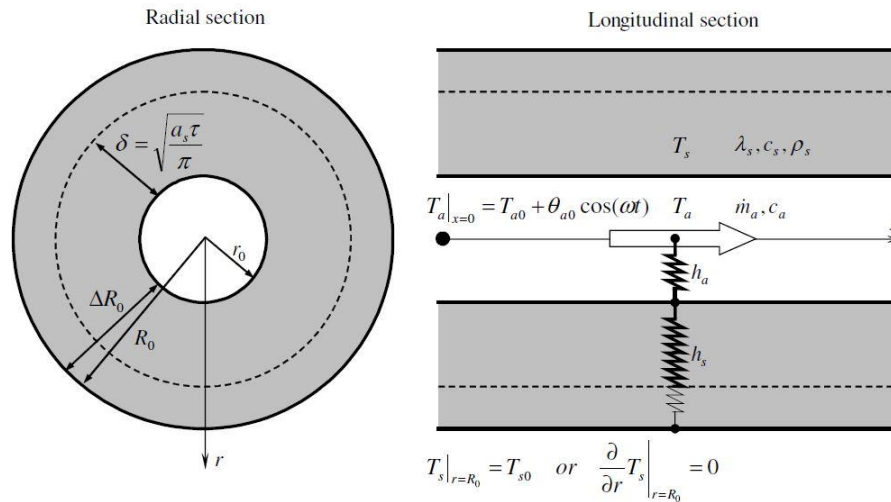 Radial section
δ = √(a_s τ / π)
r_0
ΔR_0
R_0
r
Longitudinal section
T_s λ_s, c_s, ρ_s
T_a|_{x=0} = T_{a0} + θ_{a0} cos(ωt) T_a ṁ_a, c_a
h_a
h_s
T_s|_{r=R_0} = T_{s0} or ∂/∂r T_s|_{r=R_0} = 0